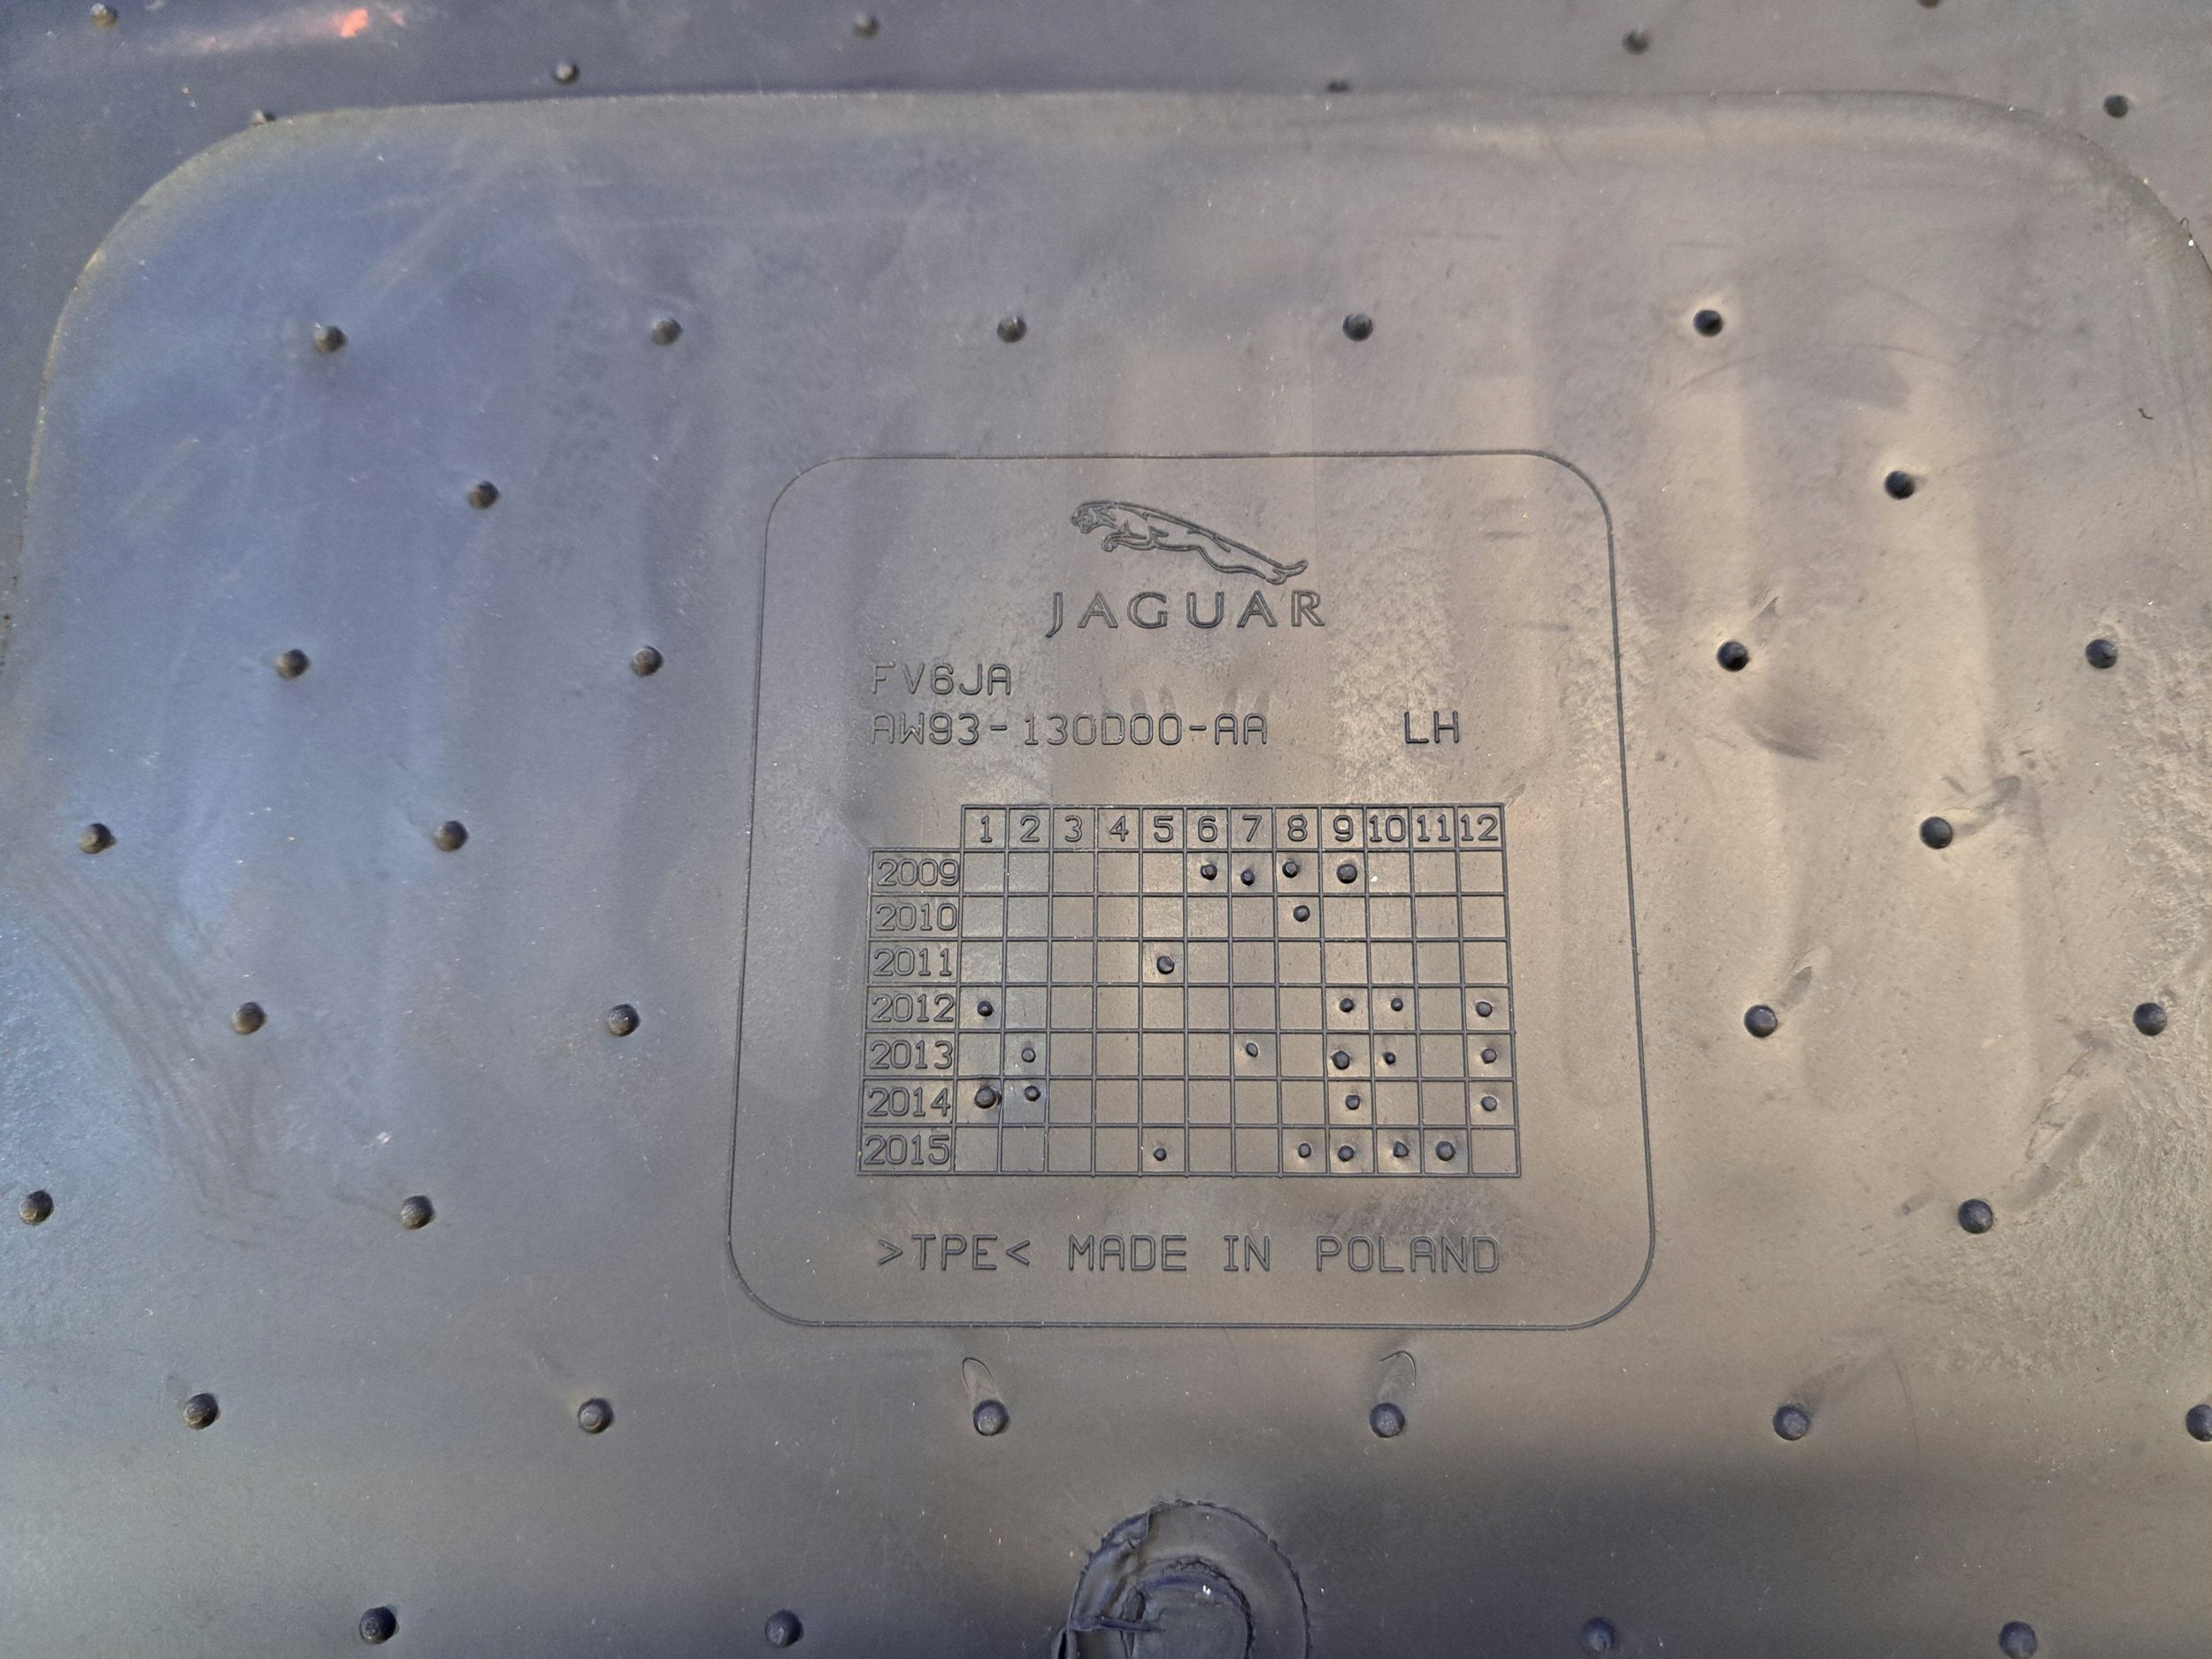 JAGUAR
FV6JA
AW93-130D00-AA LH
1 2 3 4 5 6 7 8 9 10 11 12
2009
2010
2011
2012
2013
2014
2015
>TPE< MADE IN POLAND